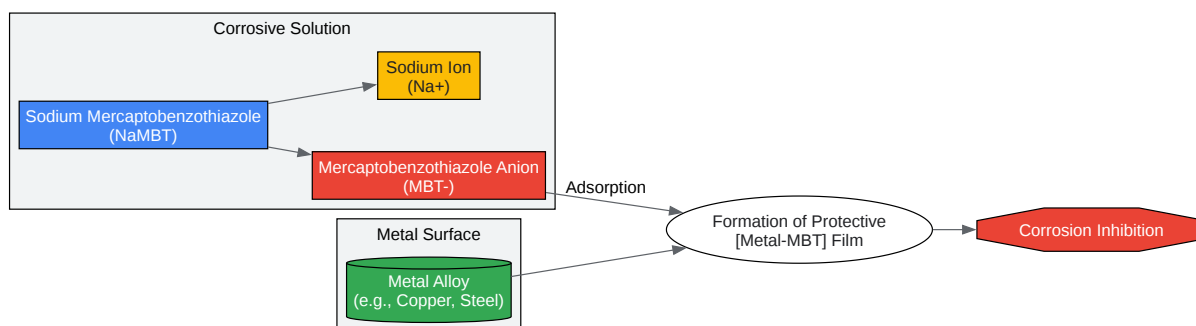 Corrosive Solution
Sodium Ion
(Na+)
Sodium Mercaptobenzothiazole
(NaMBT)
Mercaptobenzothiazole Anion
(MBT-)
Adsorption
Metal Surface
Metal Alloy
(e.g., Copper, Steel)
Formation of Protective
[Metal-MBT] Film
Corrosion Inhibition